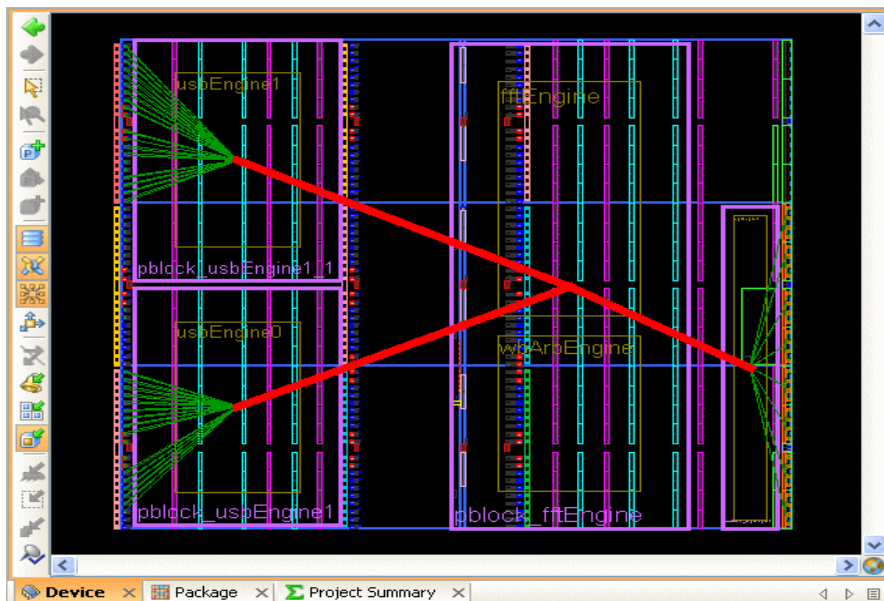 usbEngine1
fftEngine
pblock_usbEngine1_1
usbEngine0
wbArbEngine
pblock_usbEngine1
pblock_fftEngine
Device
Package
Project Summary